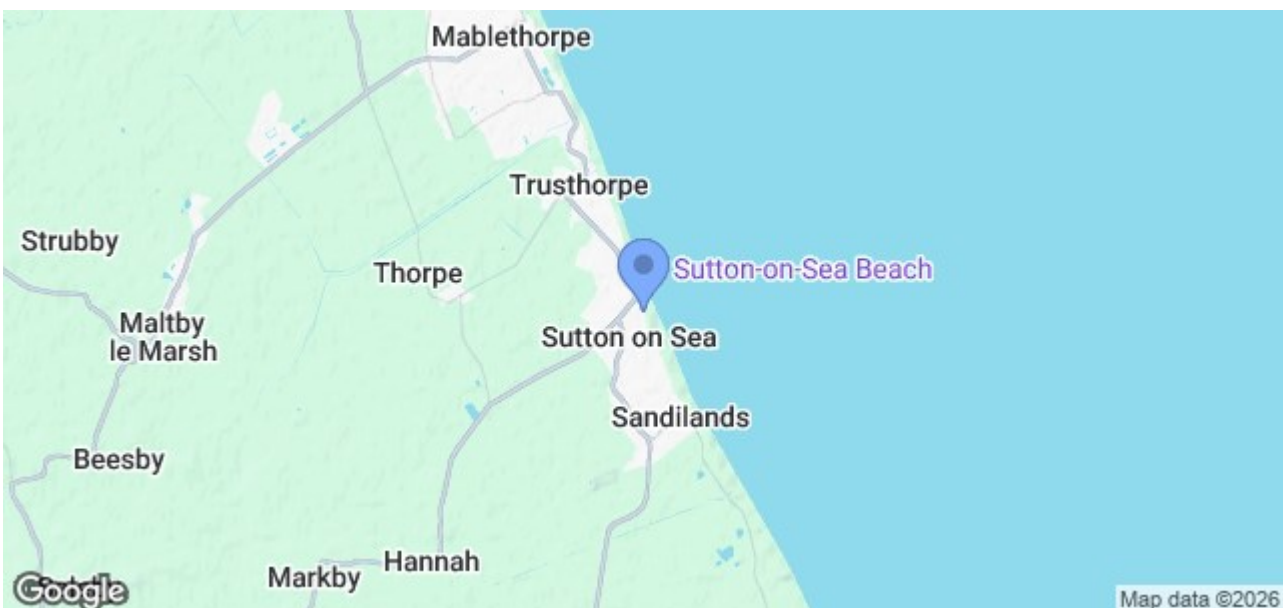 Mablethorpe
Trusthorpe
Strubby
Thorpe
Sutton-on-Sea Beach
Maltby
le Marsh
Sutton on Sea
Sandilands
Beesby
Hannah
Markby
Google
Map data ©2026